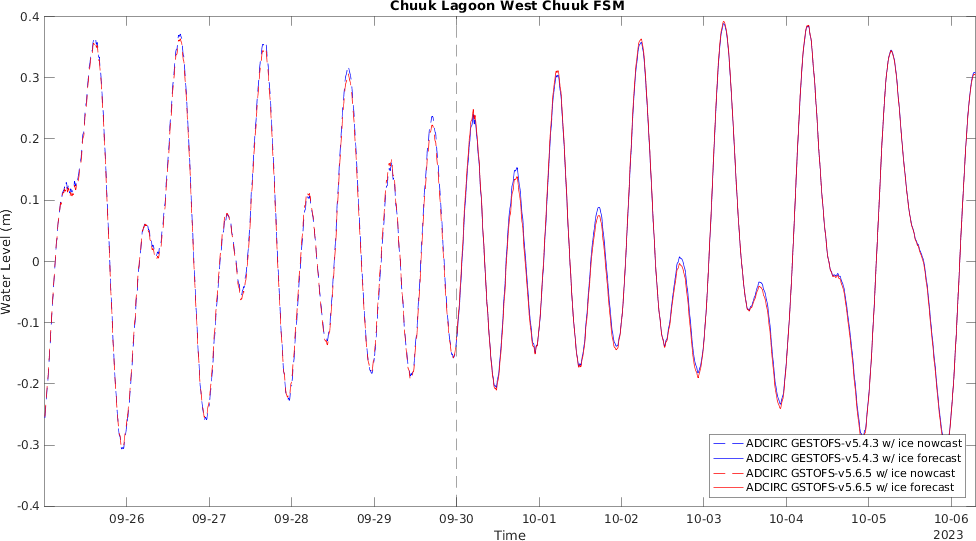 Chuuk Lagoon West Chuuk FSM
0.4
0.3
0.2
0.1
0
-0.1
-0.2
-0.3
-0.4
Water Level (m)
ADCIRC GESTOFS-v5.4.3 w/ ice nowcast
ADCIRC GESTOFS-v5.4.3 w/ ice forecast
ADCIRC GSTOFS-v5.6.5 w/ ice nowcast
ADCIRC GSTOFS-v5.6.5 w/ ice forecast
09-26 09-27 09-28 09-29 09-30 10-01 10-02 10-03 10-04 10-05 10-06
Time
2023